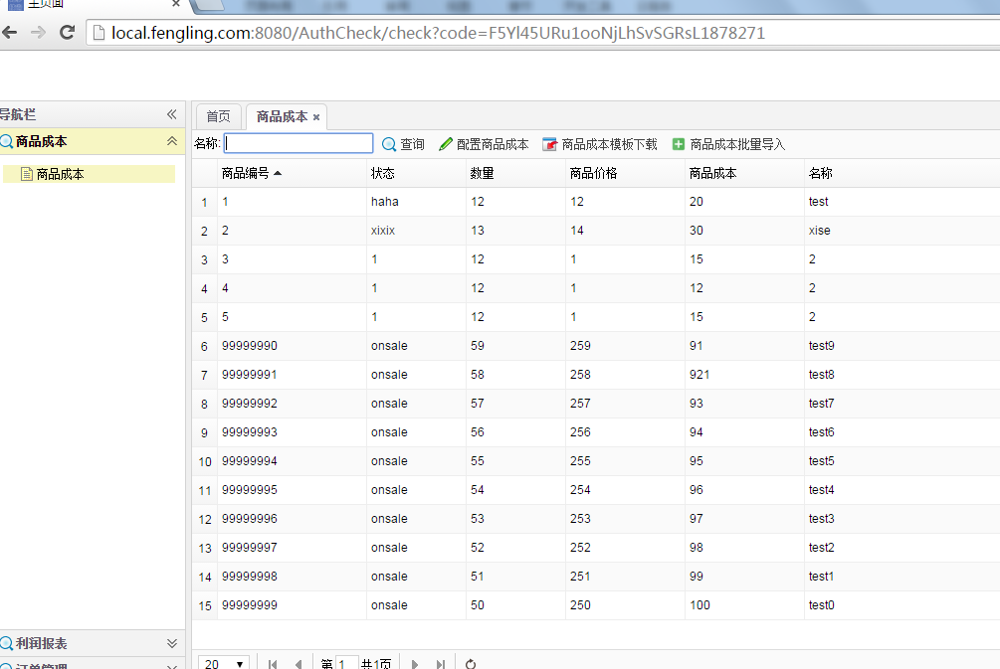 主页面
local.fengling.com:8080/AuthCheck/check?code=F5Yl45URu1ooNjLhSvSGRsL1878271
导航栏
商品成本
商品成本
利润报表
订单管理
首页 商品成本
名称: 查询 配置商品成本 商品成本模板下载 商品成本批量导入
商品编号 状态 数量 商品价格 商品成本 名称
1 1 haha 12 12 20 test
2 2 xixix 13 14 30 xise
3 3 1 12 1 15 2
4 4 1 12 1 12 2
5 5 1 12 1 15 2
6 99999990 onsale 59 259 91 test9
7 99999991 onsale 58 258 921 test8
8 99999992 onsale 57 257 93 test7
9 99999993 onsale 56 256 94 test6
10 99999994 onsale 55 255 95 test5
11 99999995 onsale 54 254 96 test4
12 99999996 onsale 53 253 97 test3
13 99999997 onsale 52 252 98 test2
14 99999998 onsale 51 251 99 test1
15 99999999 onsale 50 250 100 test0
20 第 1 共1页